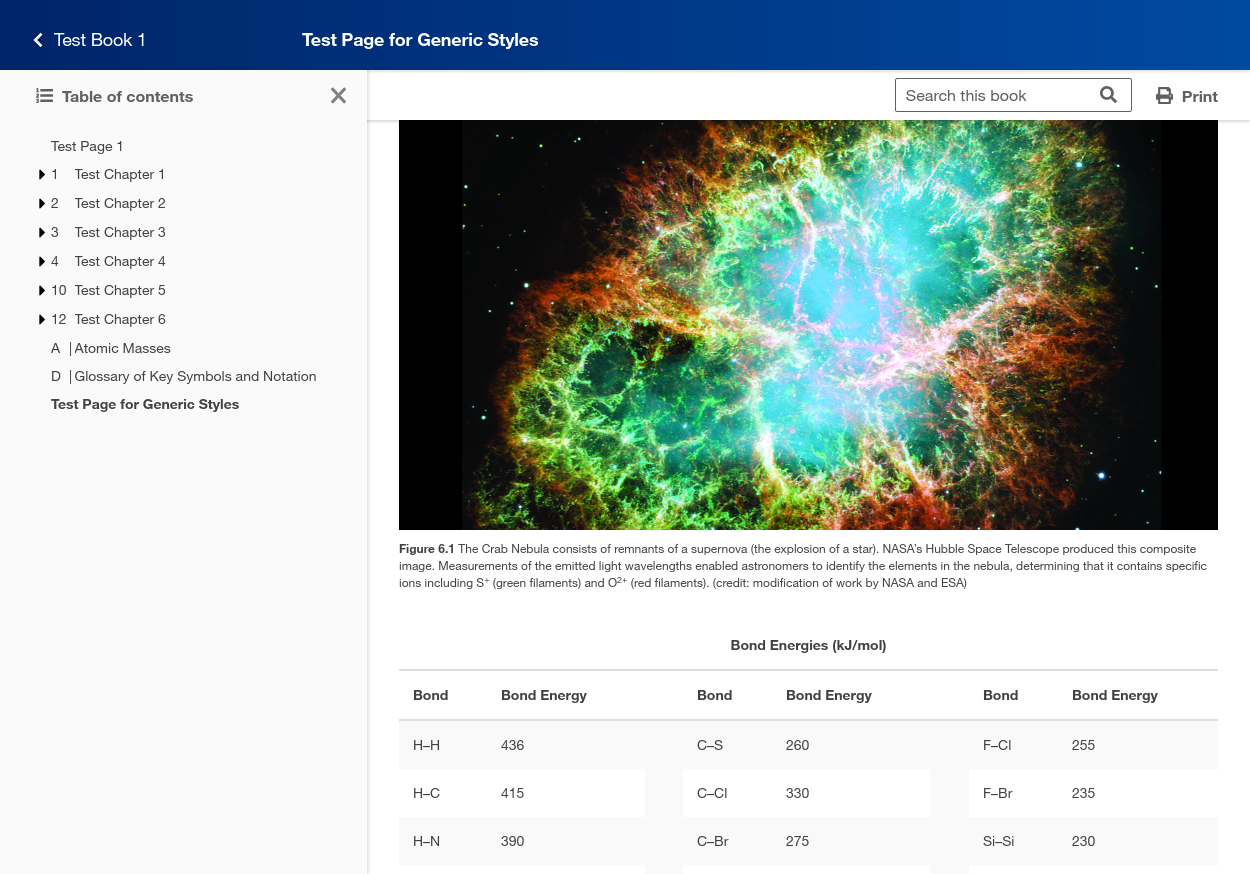 Test Book 1
Test Page for Generic Styles
Table of contents
Search this book
Print
Test Page 1
1 Test Chapter 1
2 Test Chapter 2
3 Test Chapter 3
4 Test Chapter 4
10 Test Chapter 5
12 Test Chapter 6
A | Atomic Masses
D | Glossary of Key Symbols and Notation
Test Page for Generic Styles
Figure 6.1 The Crab Nebula consists of remnants of a supernova (the explosion of a star). NASA’s Hubble Space Telescope produced this composite
image. Measurements of the emitted light wavelengths enabled astronomers to identify the elements in the nebula, determining that it contains specific
ions including S⁺ (green filaments) and O²⁺ (red filaments). (credit: modification of work by NASA and ESA)
Bond Energies (kJ/mol)
Bond Bond Energy Bond Bond Energy Bond Bond Energy
H–H 436 C–S 260 F–Cl 255
H–C 415 C–Cl 330 F–Br 235
H–N 390 C–Br 275 Si–Si 230